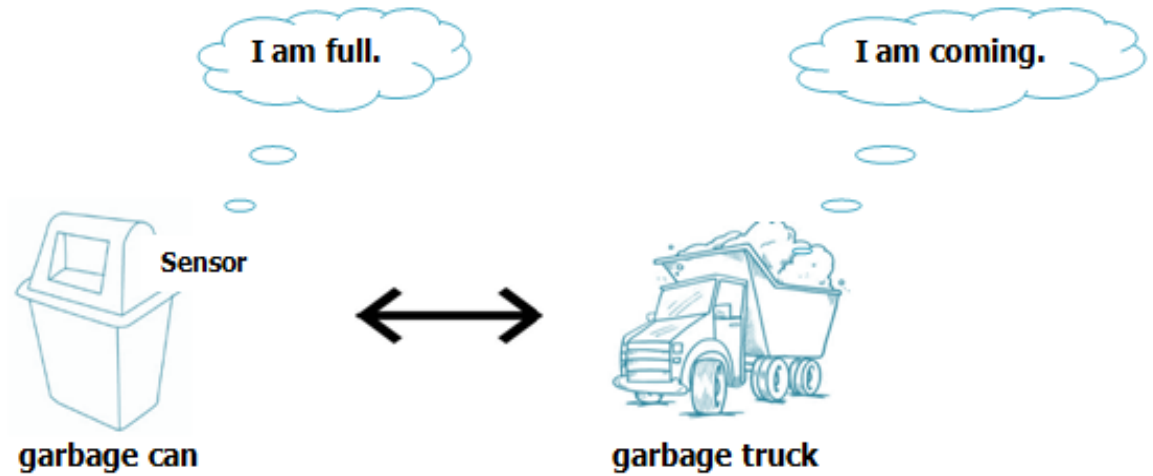 I am full.
I am coming.
Sensor
garbage can
garbage truck